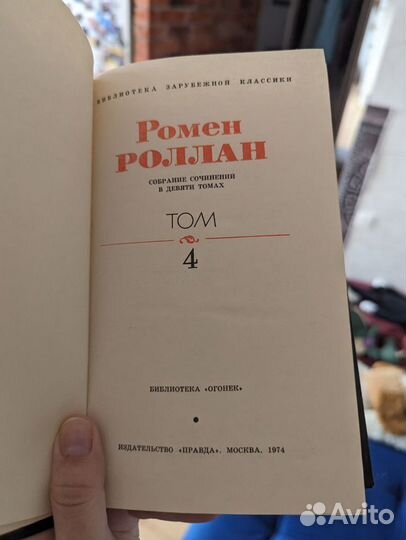 БИБЛИОТЕКА ЗАРУБЕЖНОЙ КЛАССИКИ
Ромен
РОЛЛАН
СОБРАНИЕ СОЧИНЕНИЙ
В ДЕВЯТИ ТОМАХ
ТОМ
4
БИБЛИОТЕКА «ОГОНЕК»
ИЗДАТЕЛЬСТВО «ПРАВДА». МОСКВА. 1974
Avito